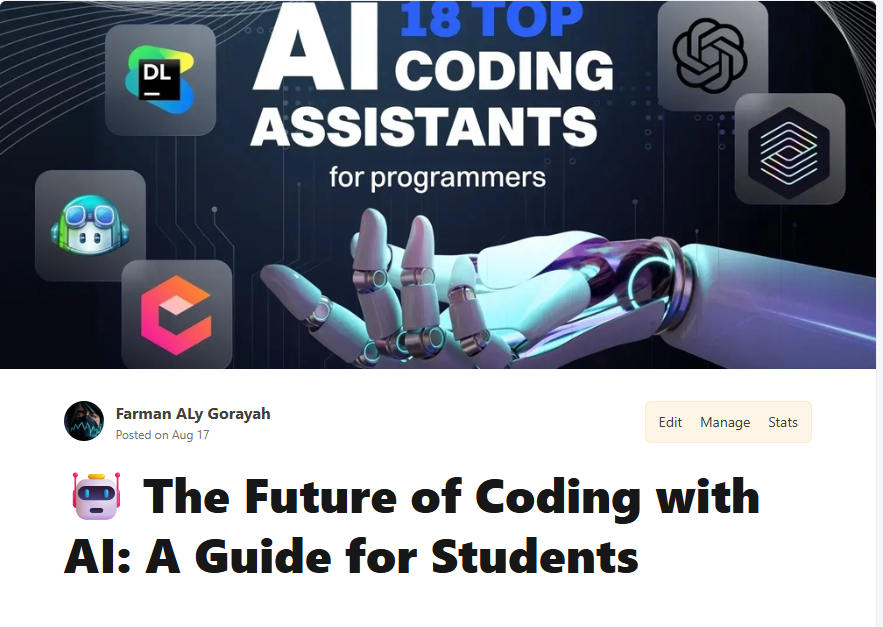 18 TOP
AI CODING
ASSISTANTS
for programmers
DL
Farman ALy Gorayah
Posted on Aug 17
Edit Manage Stats
🤖 The Future of Coding with
AI: A Guide for Students